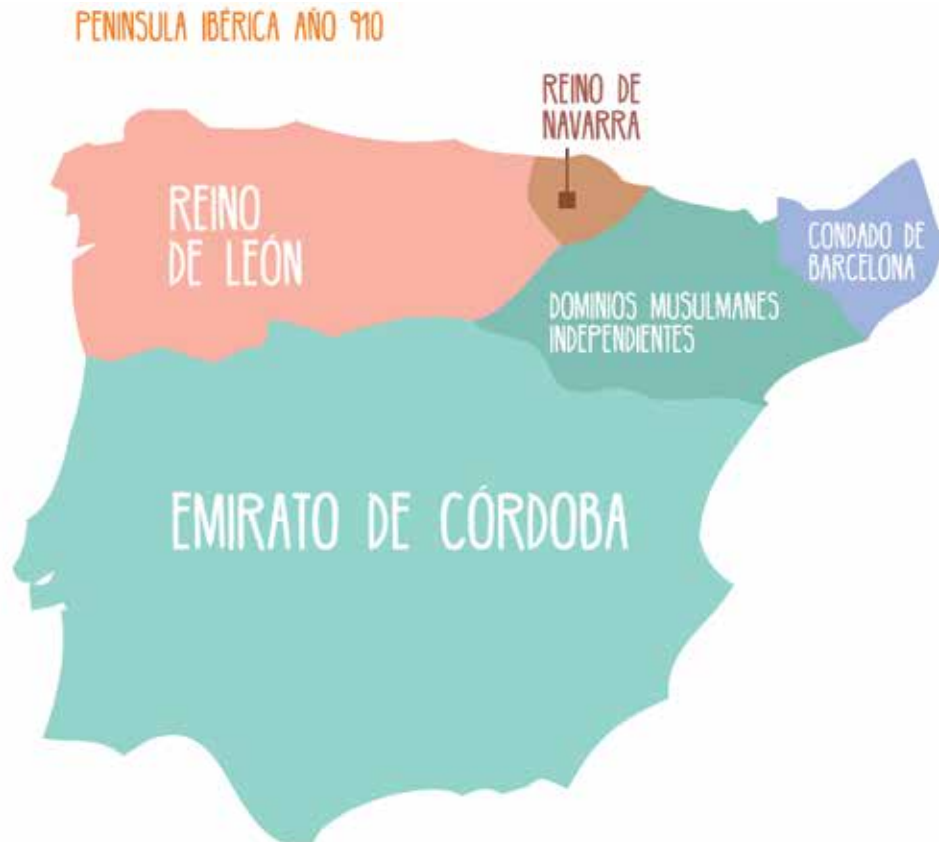 PENINSULA IBÉRICA AÑO 910
REINO DE
NAVARRA
REINO
DE LEÓN
CONDADO DE
BARCELONA
DOMINIOS MUSULMANES
INDEPENDIENTES
EMIRATO DE CÓRDOBA